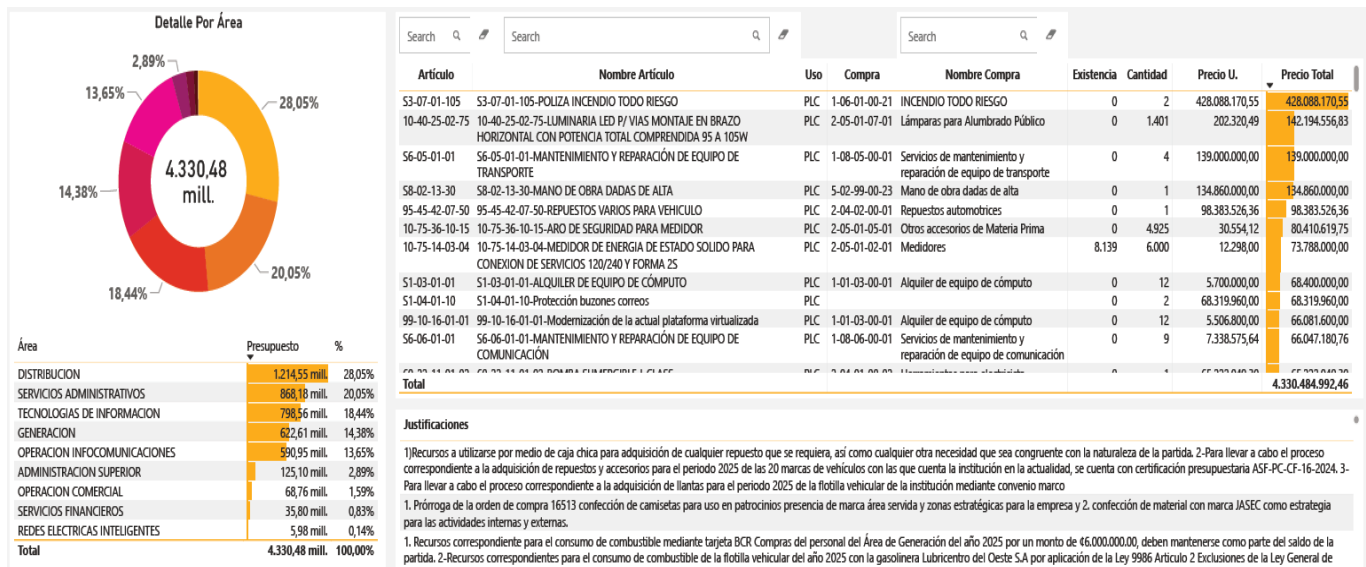 Detalle Por Área
2,89%
13,65%
28,05%
4.330,48
mill.
14,38%
20,05%
18,44%
Área Presupuesto %
DISTRIBUCION 1.214,55 mill. 28,05%
SERVICIOS ADMINISTRATIVOS 868,18 mill. 20,05%
TECNOLOGIAS DE INFORMACION 798,56 mill. 18,44%
GENERACION 622,61 mill. 14,38%
OPERACION INFOCOMUNICACIONES 590,95 mill. 13,65%
ADMINISTRACION SUPERIOR 125,10 mill. 2,89%
OPERACION COMERCIAL 68,76 mill. 1,59%
SERVICIOS FINANCIEROS 35,80 mill. 0,83%
REDES ELECTRICAS INTELIGENTES 5,98 mill. 0,14%
Total 4.330,48 mill. 100,00%
Search Search Search
Artículo Nombre Artículo Uso Compra Nombre Compra Existencia Cantidad Precio U. Precio Total
S3-07-01-105 S3-07-01-105-POLIZA INCENDIO TODO RIESGO PLC 1-06-01-00-21 INCENDIO TODO RIESGO 0 2 428.088.170,55 428.088.170,55
10-40-25-02-75 10-40-25-02-75-LUMINARIA LED P/ VIAS MONTAJE EN BRAZO PLC 2-05-01-07-01 Lámparas para Alumbrado Público 0 1.401 202.320,49 142.194.556,83
HORIZONTAL CON POTENCIA TOTAL COMPRENDIDA 95 A 105W
S6-05-01-01 S6-05-01-01-MANTENIMIENTO Y REPARACIÓN DE EQUIPO DE PLC 1-08-05-00-01 Servicios de mantenimiento y 0 4 139.000.000,00 139.000.000,00
TRANSPORTE reparación de equipo de transporte
S8-02-13-30 S8-02-13-30-MANO DE OBRA DADAS DE ALTA PLC 5-02-99-00-23 Mano de obra dadas de alta 0 1 134.860.000,00 134.860.000,00
95-45-42-07-50 95-45-42-07-50-REPUESTOS VARIOS PARA VEHICULO PLC 2-04-02-00-01 Repuestos automotrices 0 1 98.383.526,36 98.383.526,36
10-75-36-10-15 10-75-36-10-15-ARO DE SEGURIDAD PARA MEDIDOR PLC 2-05-01-05-01 Otros accesorios de Materia Prima 0 4.925 30.554,12 80.410.619,75
10-75-14-03-04 10-75-14-03-04-MEDIDOR DE ENERGIA DE ESTADO SOLIDO PARA PLC 2-05-01-02-01 Medidores 8.139 6.000 12.298,00 73.788.000,00
CONEXION DE SERVICIOS 120/240 Y FORMA 2S
S1-03-01-01 S1-03-01-01-ALQUILER DE EQUIPO DE CÓMPUTO PLC 1-01-03-00-01 Alquiler de equipo de cómputo 0 12 5.700.000,00 68.400.000,00
S1-04-01-10 S1-04-01-10-Protección buzones correos PLC 0 2 68.319.960,00 68.319.960,00
99-10-16-01-01 99-10-16-01-01-Modernización de la actual plataforma virtualizada PLC 1-01-03-00-01 Alquiler de equipo de cómputo 0 12 5.506.800,00 66.081.600,00
S6-06-01-01 S6-06-01-01-MANTENIMIENTO Y REPARACIÓN DE EQUIPO DE PLC 1-08-06-00-01 Servicios de mantenimiento y 0 9 7.338.575,64 66.047.180,76
COMUNICACIÓN reparación de equipo de comunicación
Total 4.330.484.992,46
Justificaciones
1)Recursos a utilizarse por medio de caja chica para adquisición de cualquier repuesto que se requiera, así como cualquier otra necesidad que sea congruente con la naturaleza de la partida. 2-Para llevar a cabo el proceso
correspondiente a la adquisición de repuestos y accesorios para el periodo 2025 de las 20 marcas de vehículos con las que cuenta la institución en la actualidad, se cuenta con certificación presupuestaria ASF-PC-CF-16-2024. 3-
Para llevar a cabo el proceso correspondiente a la adquisición de llantas para el periodo 2025 de la flotilla vehicular de la institución mediante convenio marco
1. Prórroga de la orden de compra 16513 confección de camisetas para uso en patrocinios presencia de marca área servida y zonas estratégicas para la empresa y 2. confección de material con marca JASEC como estrategia
para las actividades internas y externas.
1. Recursos correspondiente para el consumo de combustible mediante tarjeta BCR Compras del personal del Área de Generación del año 2025 por un monto de ¢6.000.000.00, deben mantenerse como parte del saldo de la
partida. 2-Recursos correspondientes para el consumo de combustible de la flotilla vehicular del año 2025 con la gasolinera Lubricentro del Oeste S.A por aplicación de la Ley 9986 Artículo 2 Exclusiones de la Ley General de